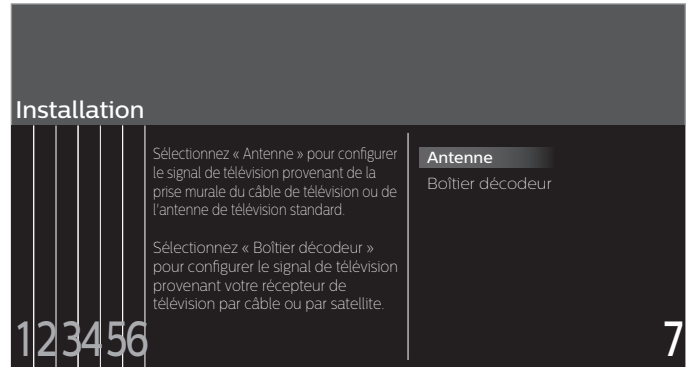 Installation
Sélectionnez « Antenne » pour configurer
le signal de télévision provenant de la
prise murale du câble de télévision ou de
l'antenne de télévision standard.
Sélectionnez « Boîtier décodeur »
pour configurer le signal de télévision
provenant votre récepteur de
télévision par câble ou par satellite.
Antenne
Boîtier décodeur
123456
7